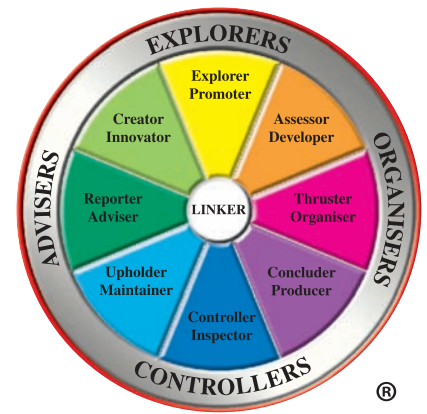 EXPLORERS
Explorer
Promoter
Creator
Innovator
Assessor
Developer
ADVISERS
ORGANISERS
Reporter
Adviser
LINKER
Thruster
Organiser
Upholder
Maintainer
Concluder
Producer
Controller
Inspector
CONTROLLERS
®